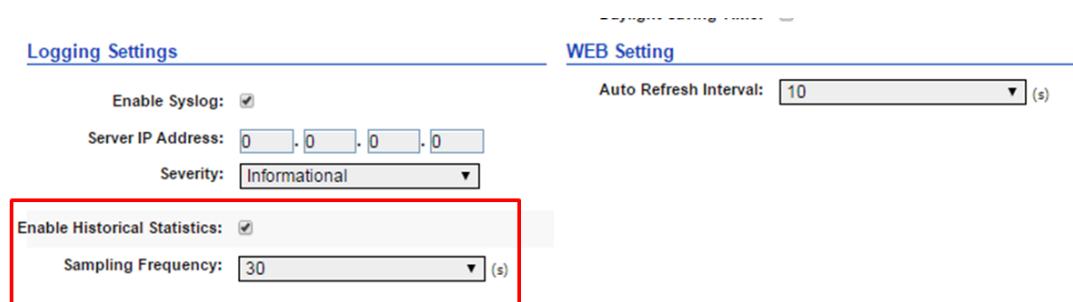 Logging Settings
Enable Syslog:
Server IP Address: 0 . 0 . 0 . 0
Severity: Informational
Enable Historical Statistics:
Sampling Frequency: 30 (s)
WEB Setting
Auto Refresh Interval: 10 (s)